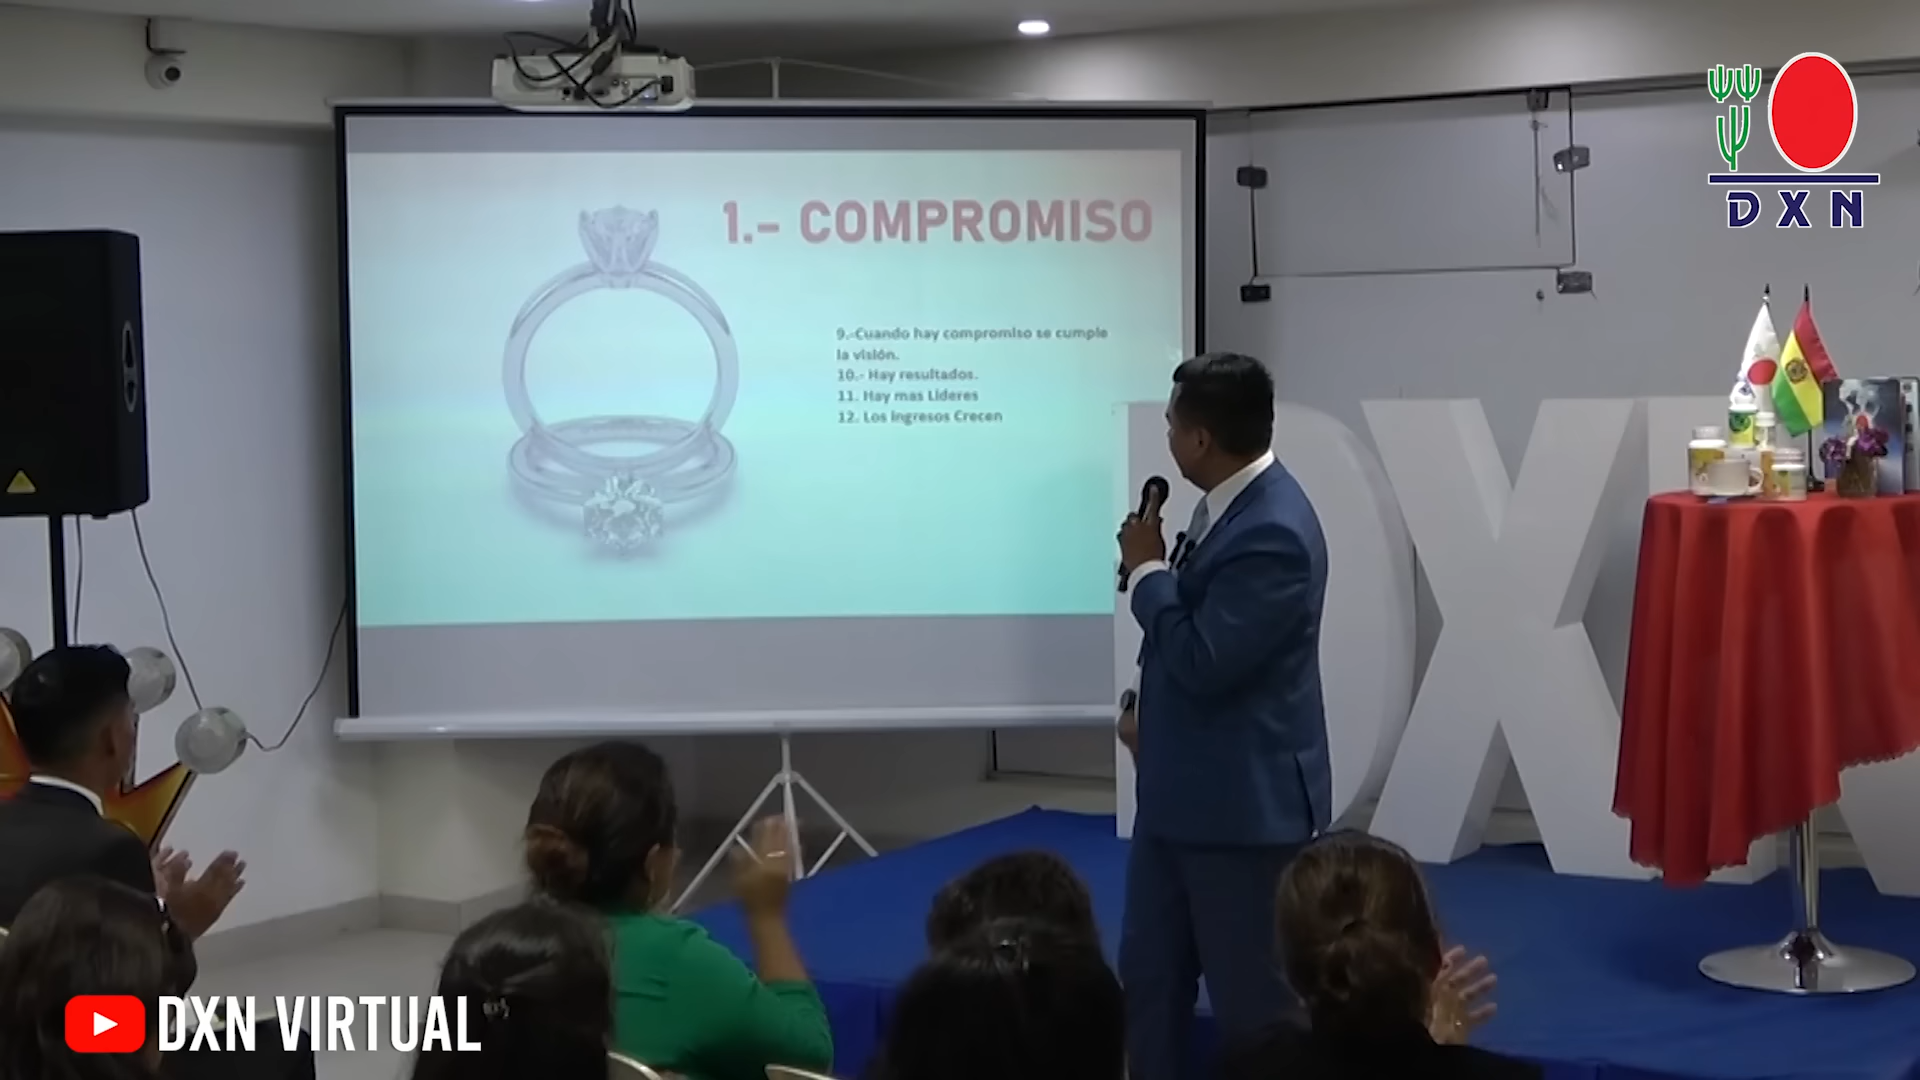 1.- COMPROMISO
9.-Cuando hay compromiso se cumple
la visión.
10.- Hay resultados.
11. Hay mas Lideres
12. Los ingresos Crecen
DXN
DX
DXN VIRTUAL